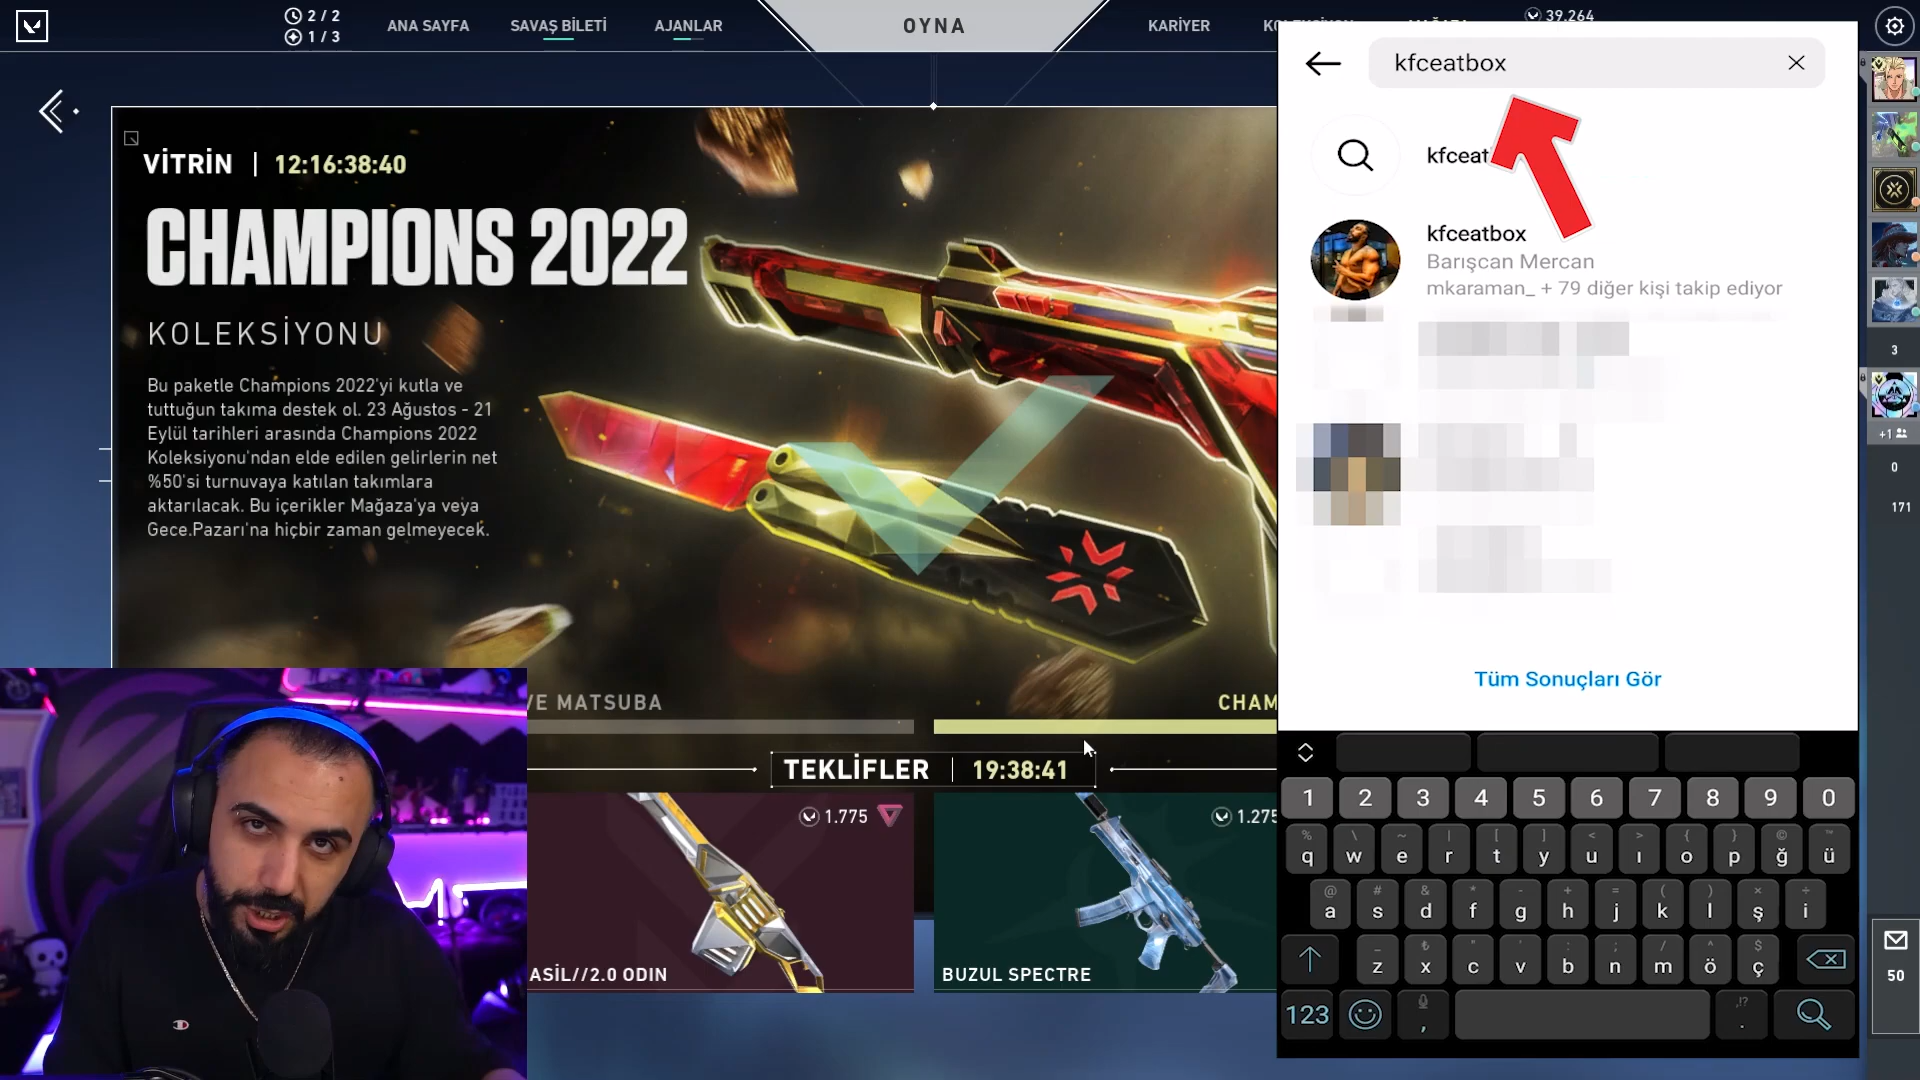 2 / 2
1 / 3
ANA SAYFA
SAVAŞ BİLETİ
AJANLAR
OYNA
KARİYER
39.264
VİTRİN | 12:16:38:40
CHAMPIONS 2022
KOLEKSİYONU
Bu paketle Champions 2022'yi kutla ve
tuttuğun takıma destek ol. 23 Ağustos - 21
Eylül tarihleri arasında Champions 2022
Koleksiyonu'ndan elde edilen gelirlerin net
%50'si turnuvaya katılan takımlara
aktarılacak. Bu içerikler Mağaza'ya veya
Gece.Pazarı'na hiçbir zaman gelmeyecek.
VE MATSUBA
CHAM
TEKLİFLER | 19:38:41
1.775
ASİL//2.0 ODIN
1.275
BUZUL SPECTRE
kfceatbox
kfceat
kfceatbox
Barışcan Mercan
mkaraman_ + 79 diğer kişi takip ediyor
Tüm Sonuçları Gör
1 2 3 4 5 6 7 8 9 0
q w e r t y u ı o p ğ ü
a s d f g h j k l ş i
z x c v b n m ö ç
123 , .
3
+1
0
171
50